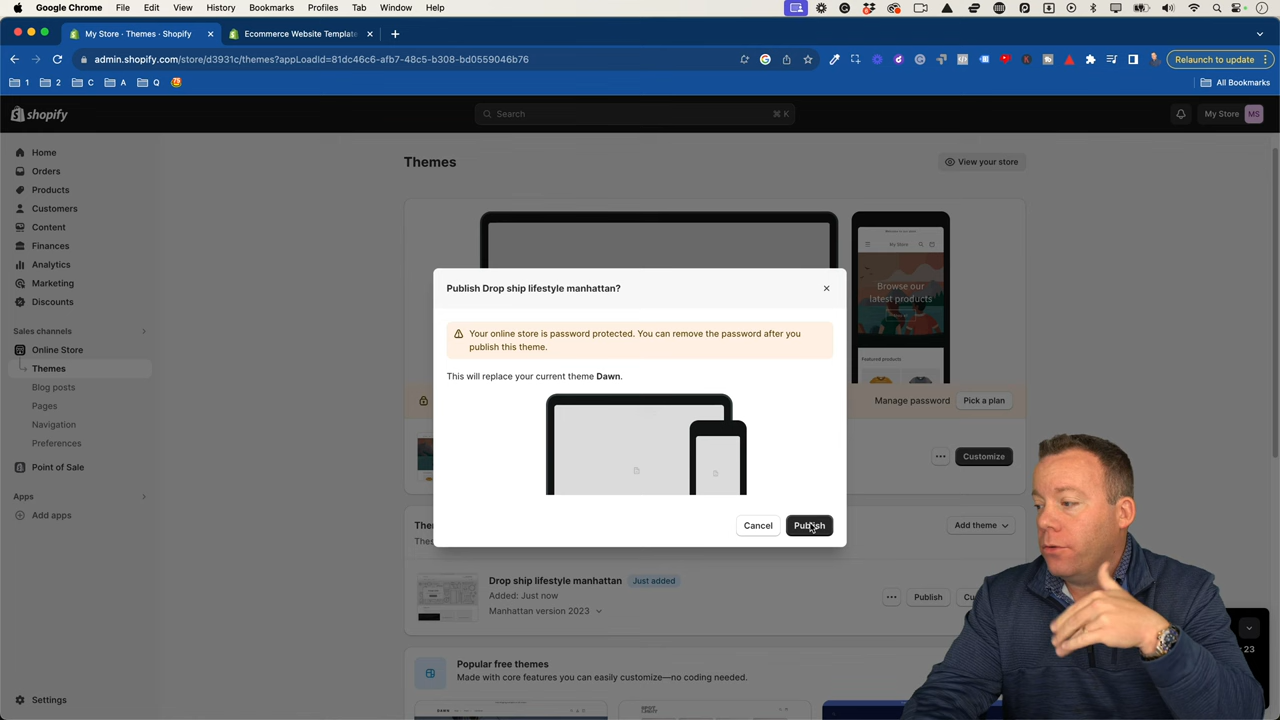 Google Chrome File Edit View History Bookmarks Profiles Tab Window Help
My Store · Themes · Shopify
Ecommerce Website Template
admin.shopify.com/store/d3931c/themes?appLoadId=81dc46c6-afb7-48c5-b308-bd0559046b76
Relaunch to update
1 2 C A Q
All Bookmarks
shopify
Search
⌘ K
My Store MS
Home
Orders
Products
Customers
Content
Finances
Analytics
Marketing
Discounts
Sales channels
Online Store
Themes
Blog posts
Pages
Navigation
Preferences
Point of Sale
Apps
Add apps
Settings
Themes
View your store
My Store
Browse our
latest products
Featured products
Manage password
Pick a plan
Customize
Publish Drop ship lifestyle manhattan?
Your online store is password protected. You can remove the password after you
publish this theme.
This will replace your current theme Dawn.
Cancel
Publish
Add theme
Drop ship lifestyle manhattan Just added
Added: Just now
Manhattan version 2023
Publish
Popular free themes
Made with core features you can easily customize—no coding needed.